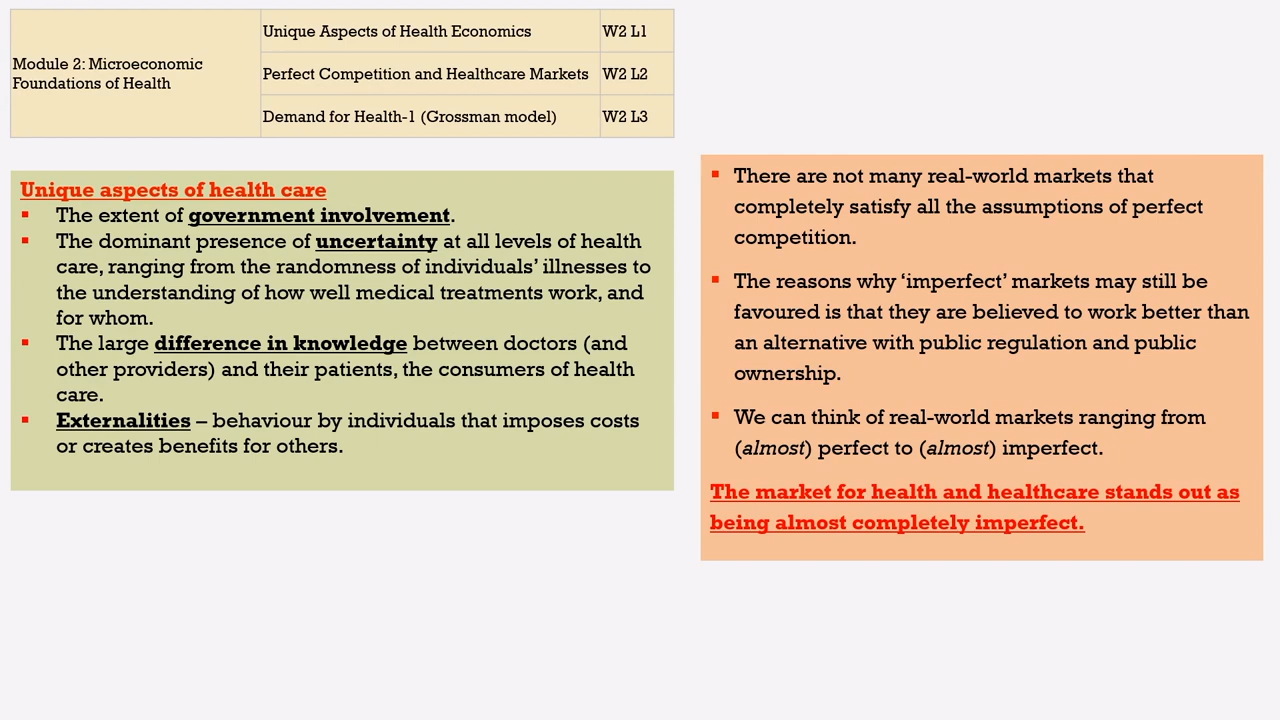 Module 2: Microeconomic
Foundations of Health
Unique Aspects of Health Economics
W2 L1
Perfect Competition and Healthcare Markets
W2 L2
Demand for Health-1 (Grossman model)
W2 L3
Unique aspects of health care
▪ The extent of government involvement.
▪ The dominant presence of uncertainty at all levels of health
care, ranging from the randomness of individuals’ illnesses to
the understanding of how well medical treatments work, and
for whom.
▪ The large difference in knowledge between doctors (and
other providers) and their patients, the consumers of health
care.
▪ Externalities – behaviour by individuals that imposes costs
or creates benefits for others.
▪ There are not many real-world markets that
completely satisfy all the assumptions of perfect
competition.
▪ The reasons why ‘imperfect’ markets may still be
favoured is that they are believed to work better than
an alternative with public regulation and public
ownership.
▪ We can think of real-world markets ranging from
(almost) perfect to (almost) imperfect.
The market for health and healthcare stands out as
being almost completely imperfect.